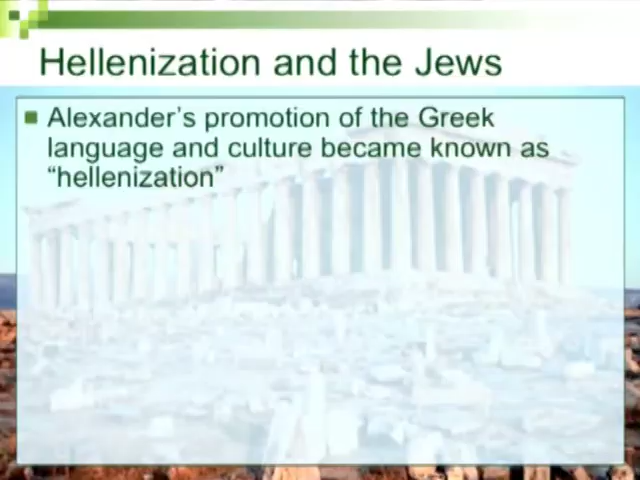 Hellenization and the Jews
Alexander's promotion of the Greek
language and culture became known as
“hellenization”